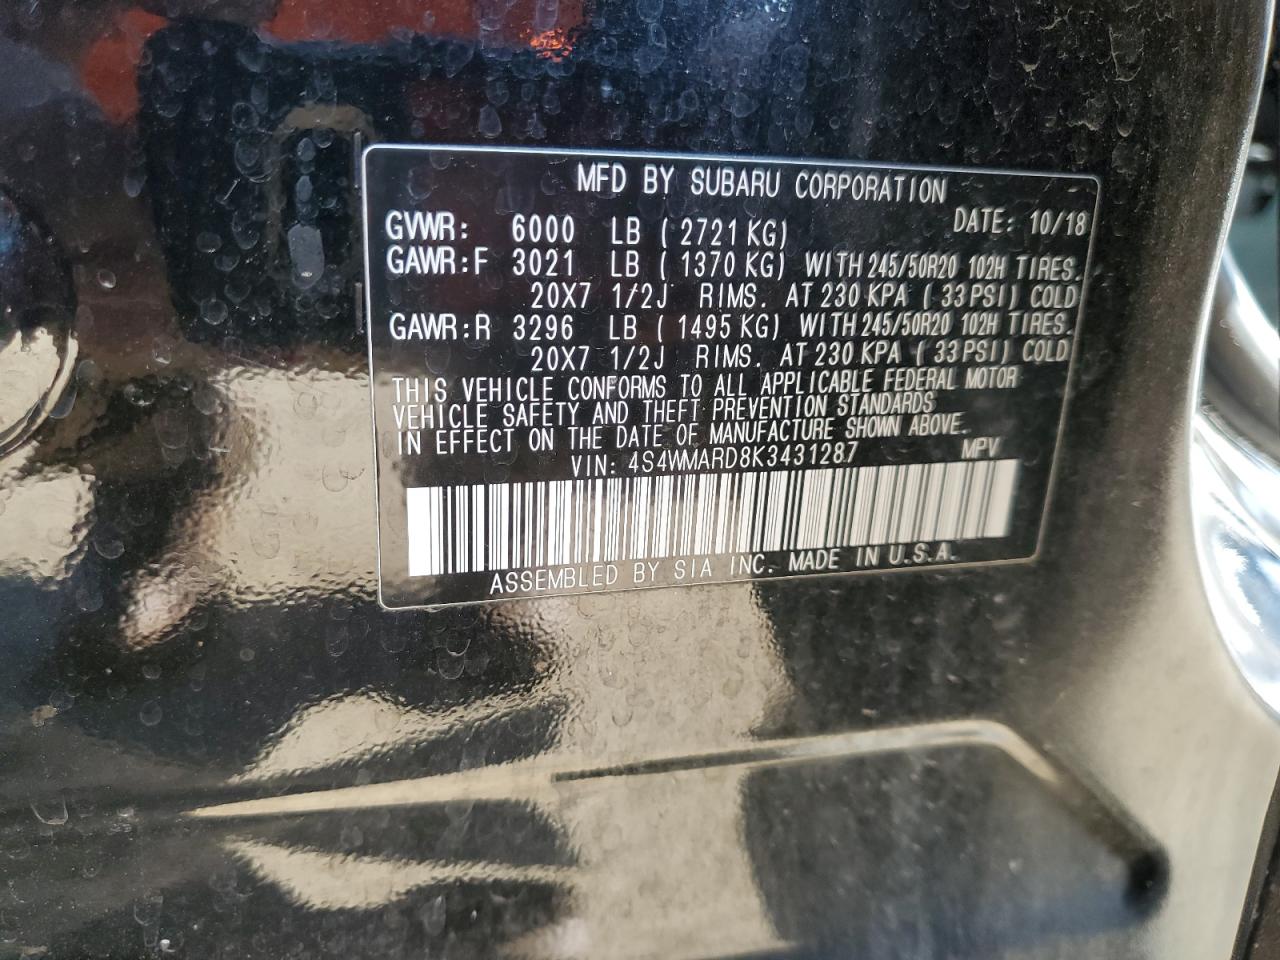 MFD BY SUBARU CORPORATION
DATE: 10/18
GVWR: 6000 LB ( 2721 KG)
GAWR:F 3021 LB ( 1370 KG) WITH 245/50R20 102H TIRES.
20X7 1/2J RIMS. AT 230 KPA ( 33 PSI) COLD
GAWR:R 3296 LB ( 1495 KG) WITH 245/50R20 102H TIRES.
20X7 1/2J RIMS. AT 230 KPA ( 33 PSI) COLD
THIS VEHICLE CONFORMS TO ALL APPLICABLE FEDERAL MOTOR
VEHICLE SAFETY AND THEFT PREVENTION STANDARDS
IN EFFECT ON THE DATE OF MANUFACTURE SHOWN ABOVE.
VIN: 4S4WMARD8K3431287 MPV
ASSEMBLED BY SIA INC. MADE IN U.S.A.